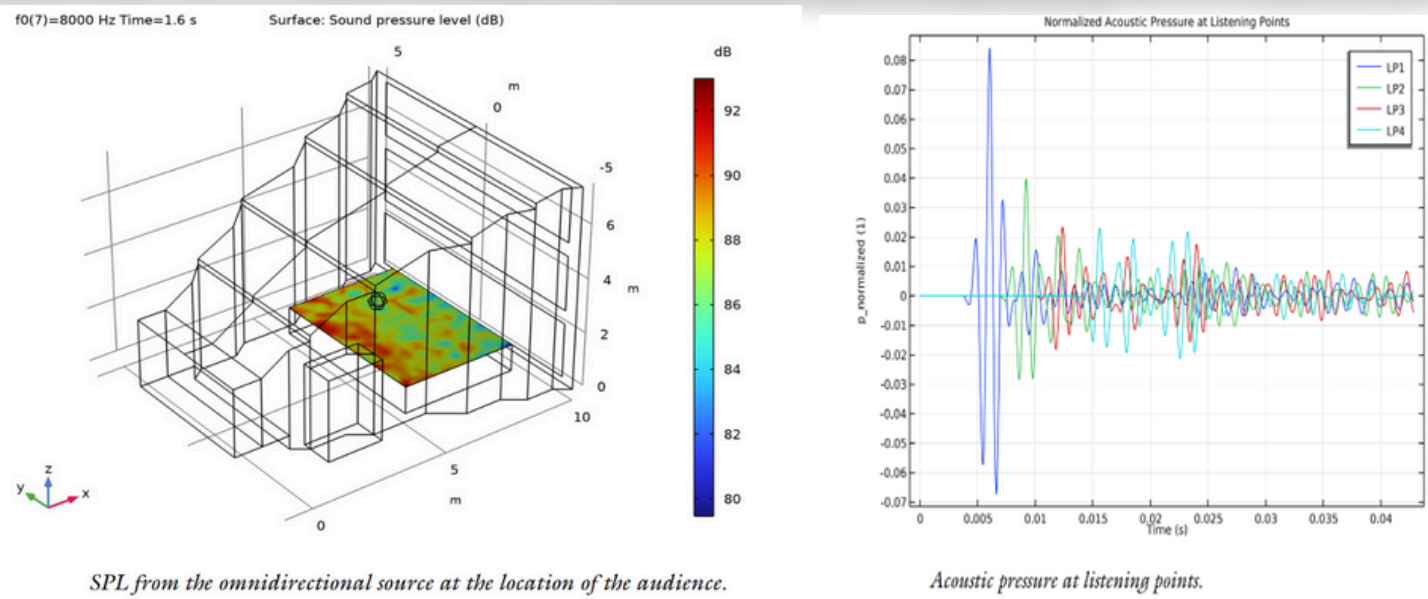 f0(7)=8000 Hz Time=1.6 s
Surface: Sound pressure level (dB)
5
m
0
-5
6
4
m
2
0
10
5
m
0
dB
92
90
88
86
84
82
80
z
y
x
SPL from the omnidirectional source at the location of the audience.
Normalized Acoustic Pressure at Listening Points
LP1
LP2
LP3
LP4
p_normalized (1)
0.08
0.07
0.06
0.05
0.04
0.03
0.02
0.01
0
-0.01
-0.02
-0.03
-0.04
-0.05
-0.06
-0.07
0 0.005 0.01 0.015 0.02 0.025 0.03 0.035 0.04
Time (s)
Acoustic pressure at listening points.